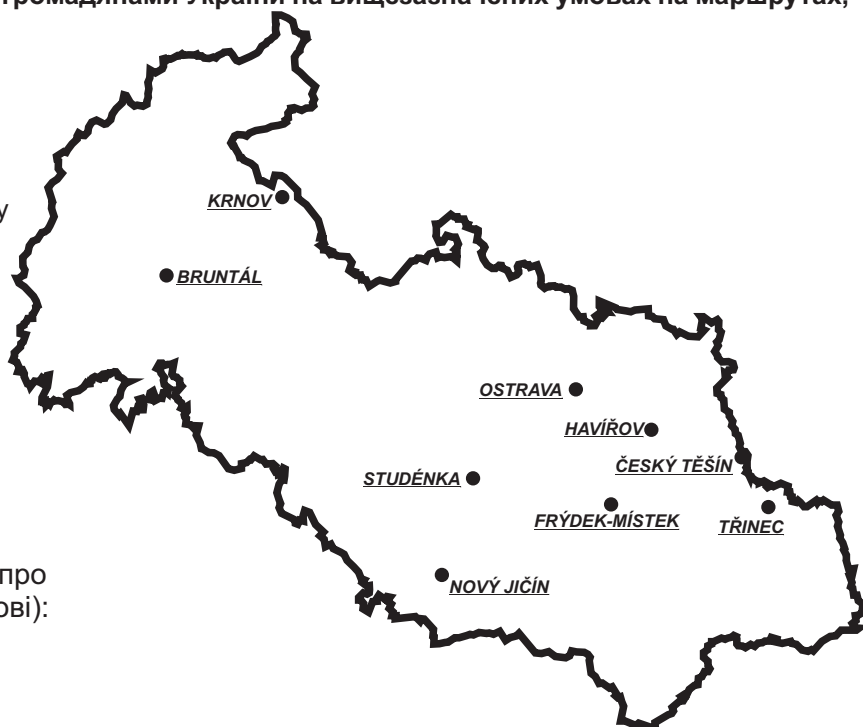 громадянами України на вищезазначених умовах на маршрутах,
у
KRNOV
BRUNTÁL
OSTRAVA
HAVÍŘOV
ČESKÝ TĚŠÍN
STUDÉNKA
FRÝDEK-MÍSTEK
TŘINEC
про
NOVÝ JIČÍN
ові):